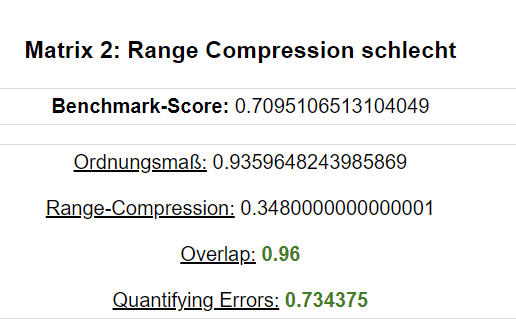 Matrix 2: Range Compression schlecht
Benchmark-Score: 0.7095106513104049
Ordnungsmaß: 0.9359648243985869
Range-Compression: 0.3480000000000001
Overlap: 0.96
Quantifying Errors: 0.734375